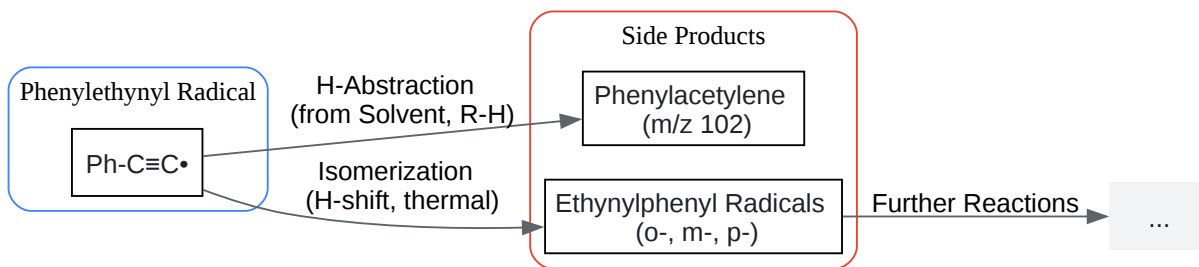 Side Products
Phenylethynyl Radical
Ph-C≡C•
H-Abstraction
(from Solvent, R-H)
Phenylacetylene
(m/z 102)
Isomerization
(H-shift, thermal)
Ethynylphenyl Radicals
(o-, m-, p-)
Further Reactions
...